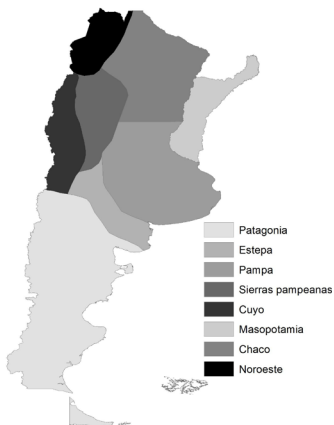 Patagonia
Estepa
Pampa
Sierras pampeanas
Cuyo
Masopotamia
Chaco
Noroeste